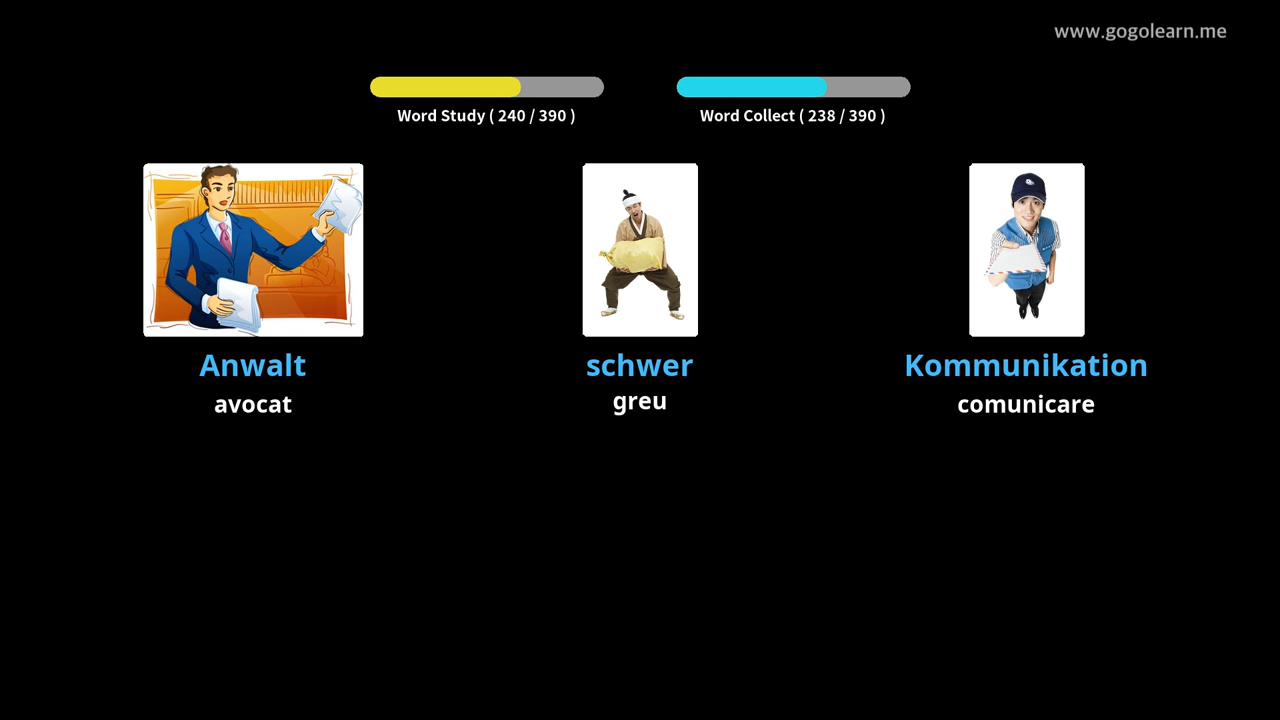 www.gogolearn.me
Word Study ( 240 / 390 )
Word Collect ( 238 / 390 )
Anwalt
avocat
schwer
greu
Kommunikation
comunicare